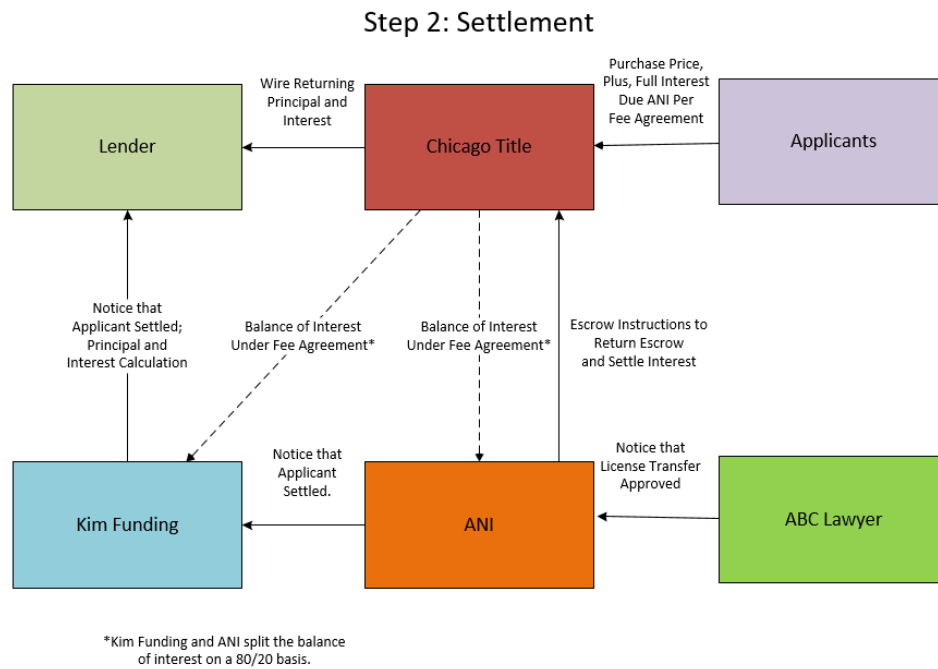 Step 2: Settlement
Wire Returning
Principal and
Interest
Purchase Price,
Plus, Full Interest
Due ANI Per
Fee Agreement
Lender
Chicago Title
Applicants
Notice that
Applicant Settled;
Principal and
Interest Calculation
Balance of Interest
Under Fee Agreement*
Balance of Interest
Under Fee Agreement*
Escrow Instructions to
Return Escrow
and Settle Interest
Notice that
Applicant
Settled.
Notice that
License Transfer
Approved
Kim Funding
ANI
ABC Lawyer
*Kim Funding and ANI split the balance
of interest on a 80/20 basis.